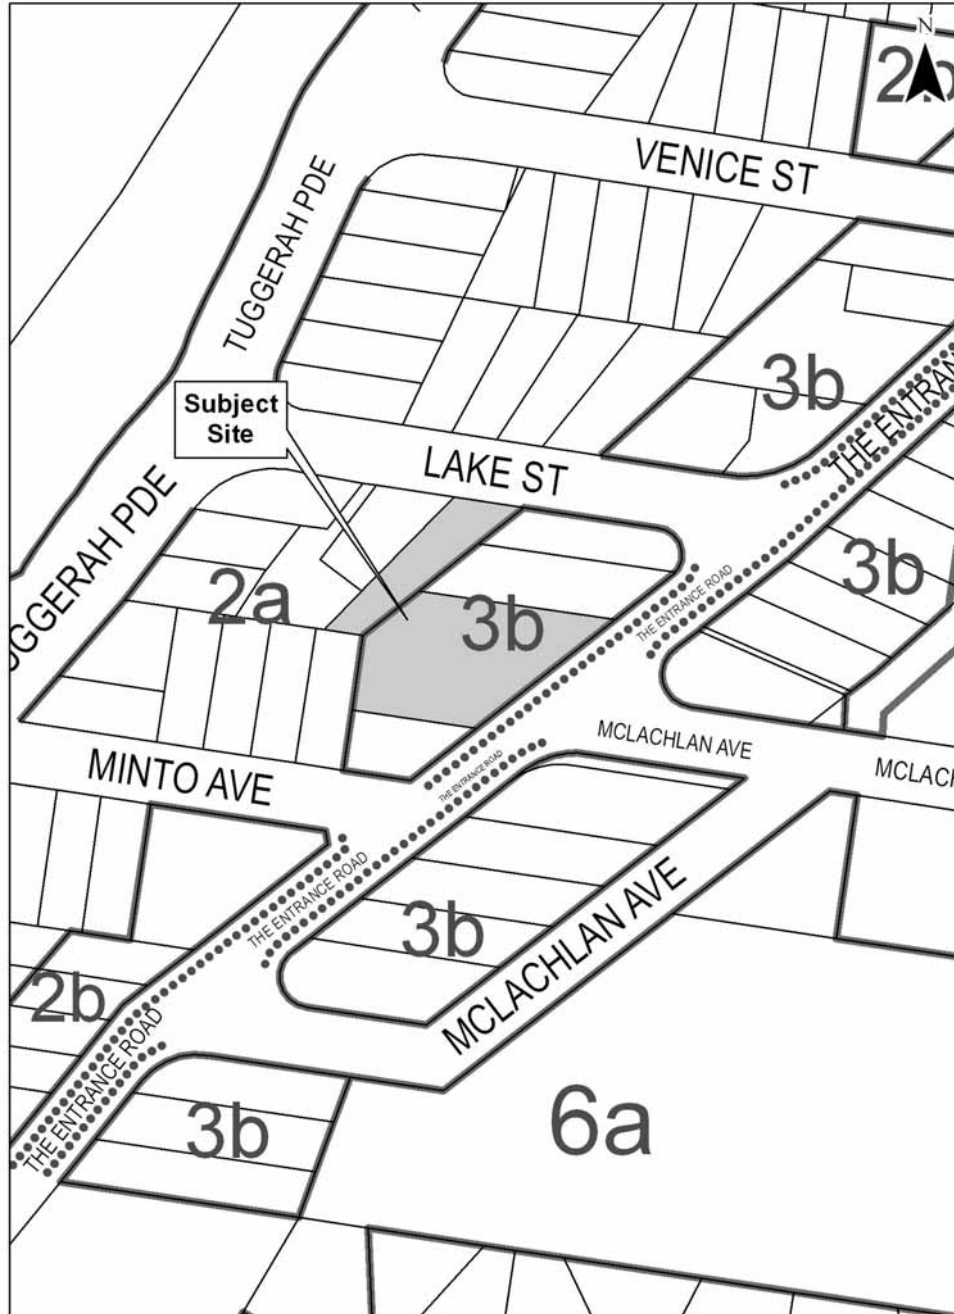 N
2b
VENICE ST
TUGGERAH PDE
3b
THE ENTRAN
Subject
Site
LAKE ST
TUGGERAH PDE
3b
2a
3b
THE ENTRANCE ROAD
MCLACHLAN AVE
MINTO AVE
MCLACH
THE ENTRANCE ROAD
THE ENTRANCE ROAD
3b
MCLACHLAN AVE
2b
THE ENTRANCE ROAD
3b
6a